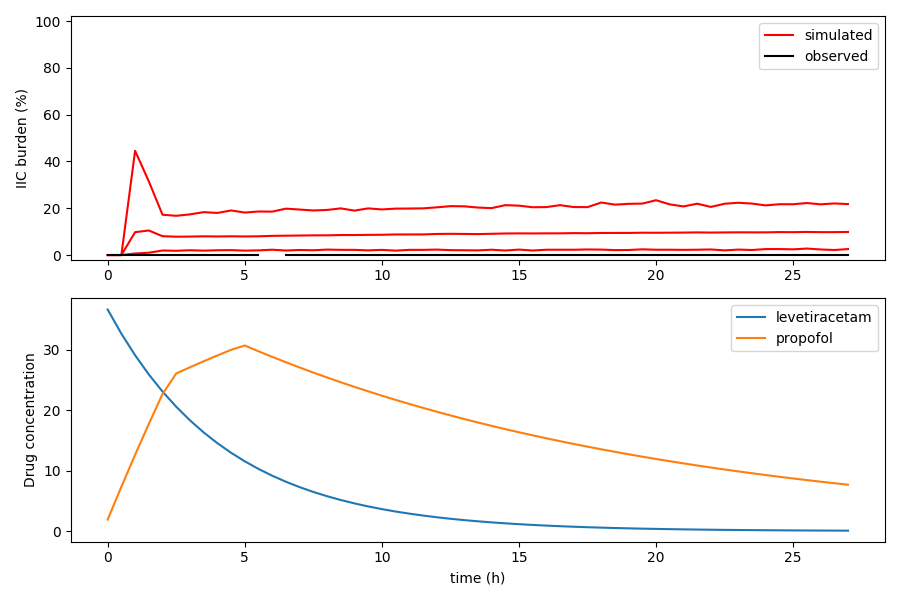 100
80
60
40
20
0
IIC burden (%)
simulated
observed
0 5 10 15 20 25
30
20
10
0
Drug concentration
levetiracetam
propofol
0 5 10 15 20 25
time (h)